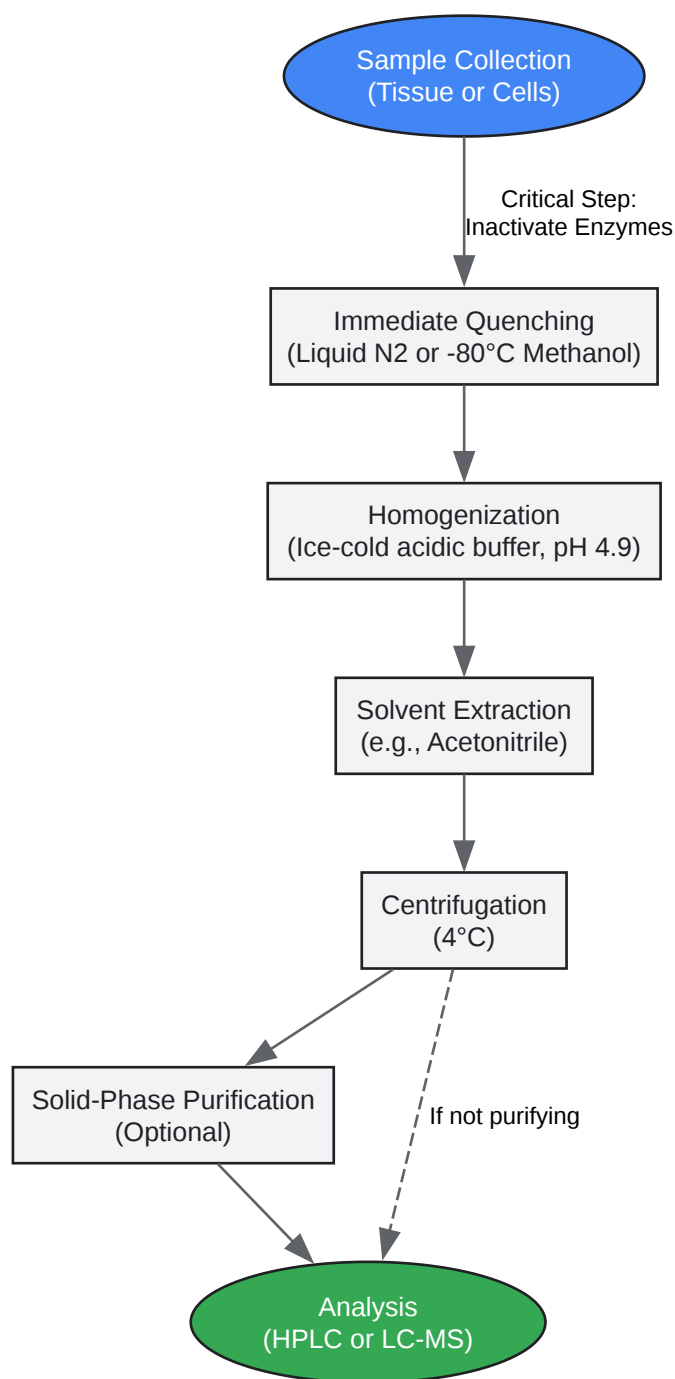 Sample Collection
(Tissue or Cells)
Critical Step:
Inactivate Enzymes
Immediate Quenching
(Liquid N2 or -80°C Methanol)
Homogenization
(Ice-cold acidic buffer, pH 4.9)
Solvent Extraction
(e.g., Acetonitrile)
Centrifugation
(4°C)
Solid-Phase Purification
(Optional)
If not purifying
Analysis
(HPLC or LC-MS)